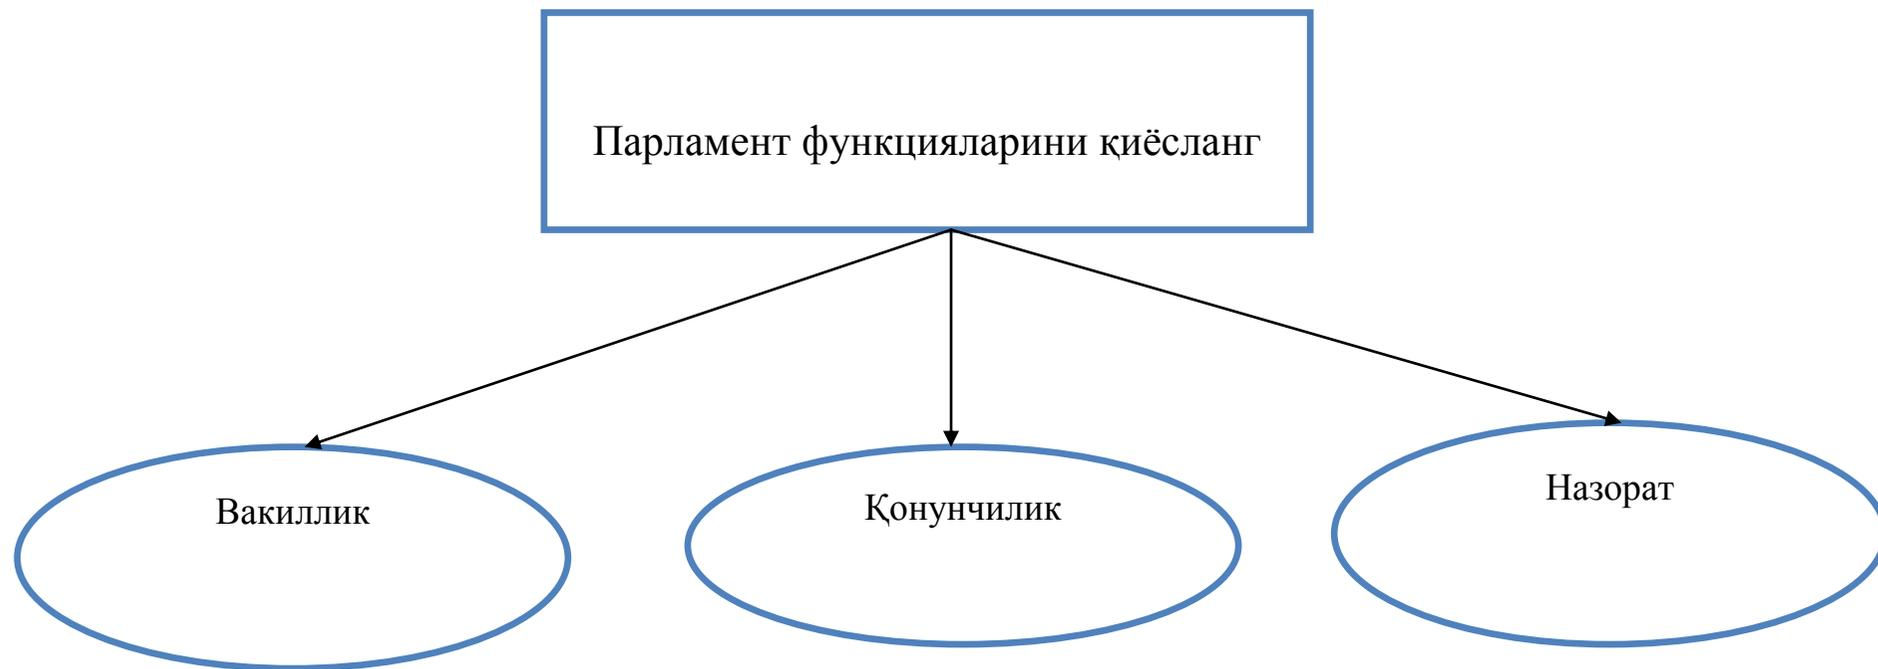 Парламент функцияларини қиёсланг
Вакиллик
Қонунчилик
Назорат